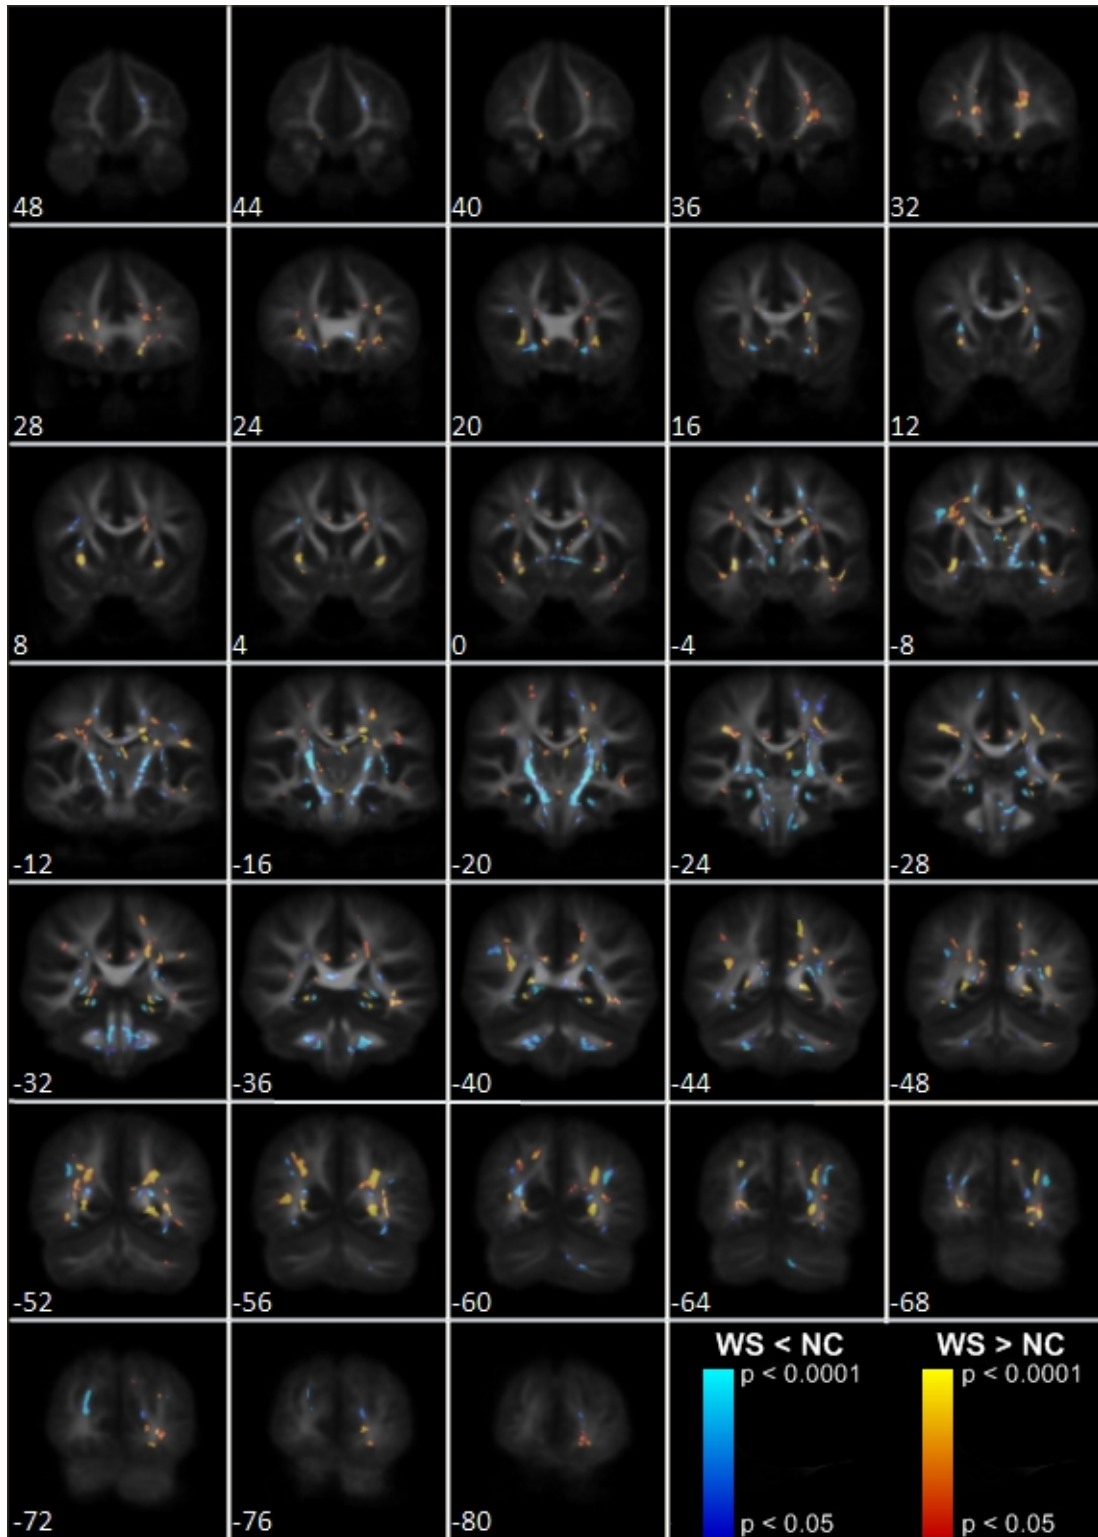 48 44 40 36 32
28 24 20 16 12
8 4 0 -4 -8
-12 -16 -20 -24 -28
-32 -36 -40 -44 -48
-52 -56 -60 -64 -68
WS < NC WS > NC
p < 0.0001 p < 0.0001
p < 0.05 p < 0.05
-72 -76 -80